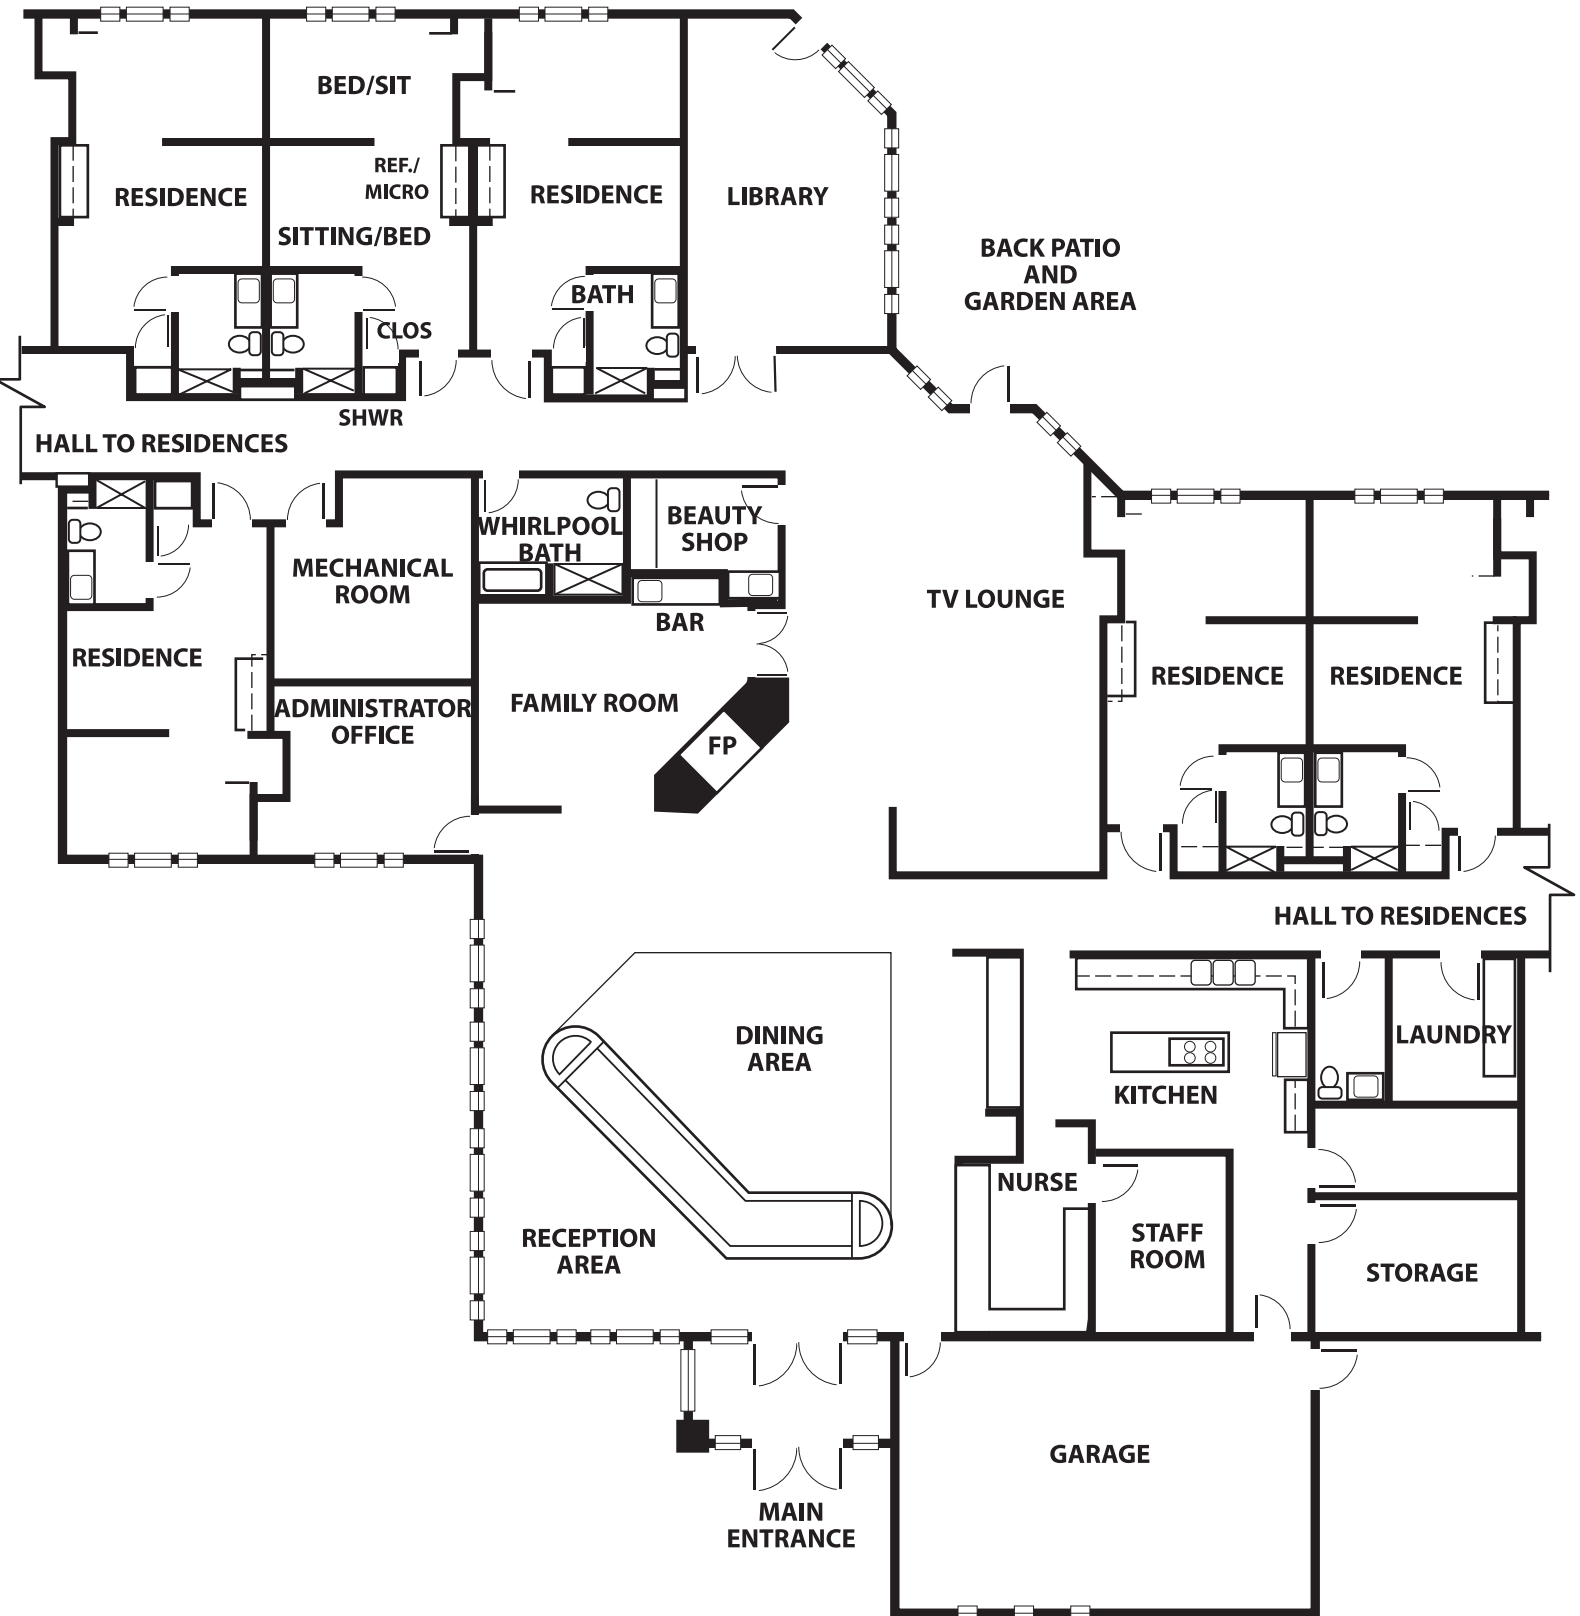 BED/SIT
REF./
MICRO
RESIDENCE
SITTING/BED
RESIDENCE
LIBRARY
BACK PATIO
AND
GARDEN AREA
BATH
CLOS
SHWR
HALL TO RESIDENCES
WHIRLPOOL
BATH
BEAUTY
SHOP
MECHANICAL
ROOM
TV LOUNGE
BAR
RESIDENCE
ADMINISTRATOR
OFFICE
FAMILY ROOM
FP
RESIDENCE
RESIDENCE
HALL TO RESIDENCES
DINING
AREA
LAUNDRY
KITCHEN
NURSE
RECEPTION
AREA
STAFF
ROOM
STORAGE
GARAGE
MAIN
ENTRANCE